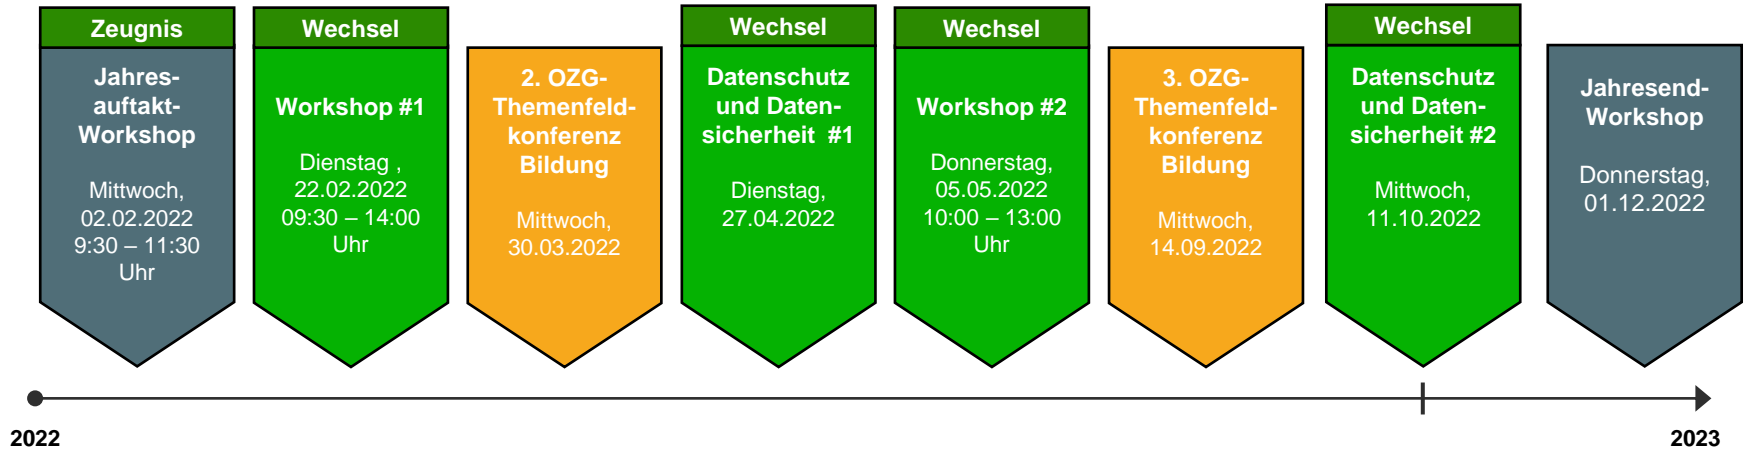 Zeugnis
Jahres-
auftakt-
Workshop
Mittwoch,
02.02.2022
9:30 – 11:30
Uhr
Wechsel
Workshop #1
Dienstag ,
22.02.2022
09:30 – 14:00
Uhr
2. OZG-
Themenfeld-
konferenz
Bildung
Mittwoch,
30.03.2022
Wechsel
Datenschutz
und Daten-
sicherheit  #1
Dienstag,
27.04.2022
Wechsel
Workshop #2
Donnerstag,
05.05.2022
10:00 – 13:00
Uhr
3. OZG-
Themenfeld-
konferenz
Bildung
Mittwoch,
14.09.2022
Wechsel
Datenschutz
und Daten-
sicherheit #2
Mittwoch,
11.10.2022
Jahresend-
Workshop
Donnerstag,
01.12.2022
2022
2023